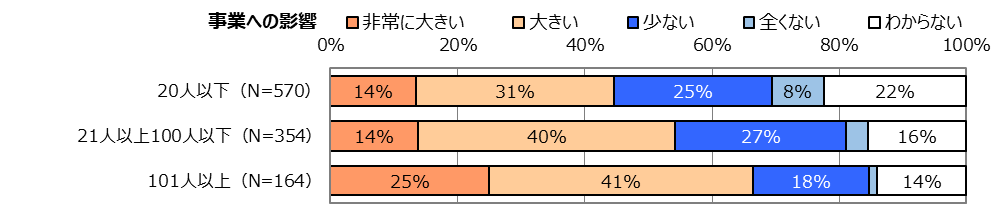 事業への影響 非常に大きい 大きい 少ない 全くない わからない
0% 20% 40% 60% 80% 100%
20人以下（N=570） 14% 31% 25% 8% 22%
21人以上100人以下（N=354） 14% 40% 27% 16%
101人以上（N=164） 25% 41% 18% 14%